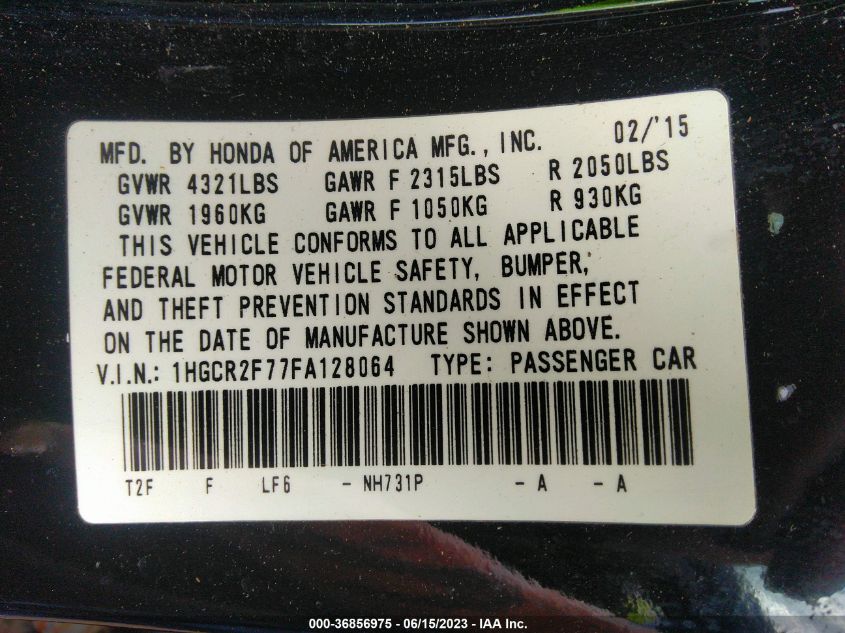 MFD. BY HONDA OF AMERICA MFG., INC. 02/'15
GVWR 4321LBS GAWR F 2315LBS R 2050LBS
GVWR 1960KG GAWR F 1050KG R 930KG
THIS VEHICLE CONFORMS TO ALL APPLICABLE
FEDERAL MOTOR VEHICLE SAFETY, BUMPER,
AND THEFT PREVENTION STANDARDS IN EFFECT
ON THE DATE OF MANUFACTURE SHOWN ABOVE.
V.I.N.: 1HGCR2F77FA128064 TYPE: PASSENGER CAR
T2F F LF6 - NH731P - A - A
000-36856975 - 06/15/2023 - IAA Inc.